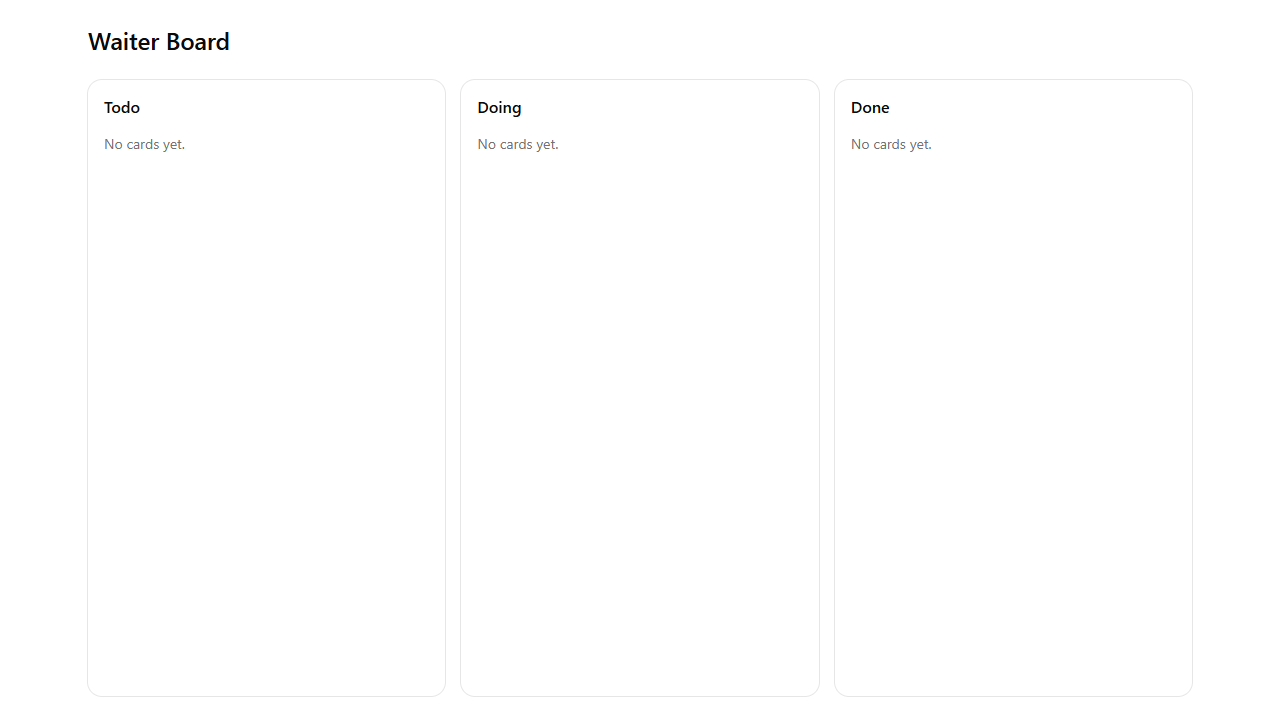 Waiter Board
Todo
No cards yet.
Doing
No cards yet.
Done
No cards yet.